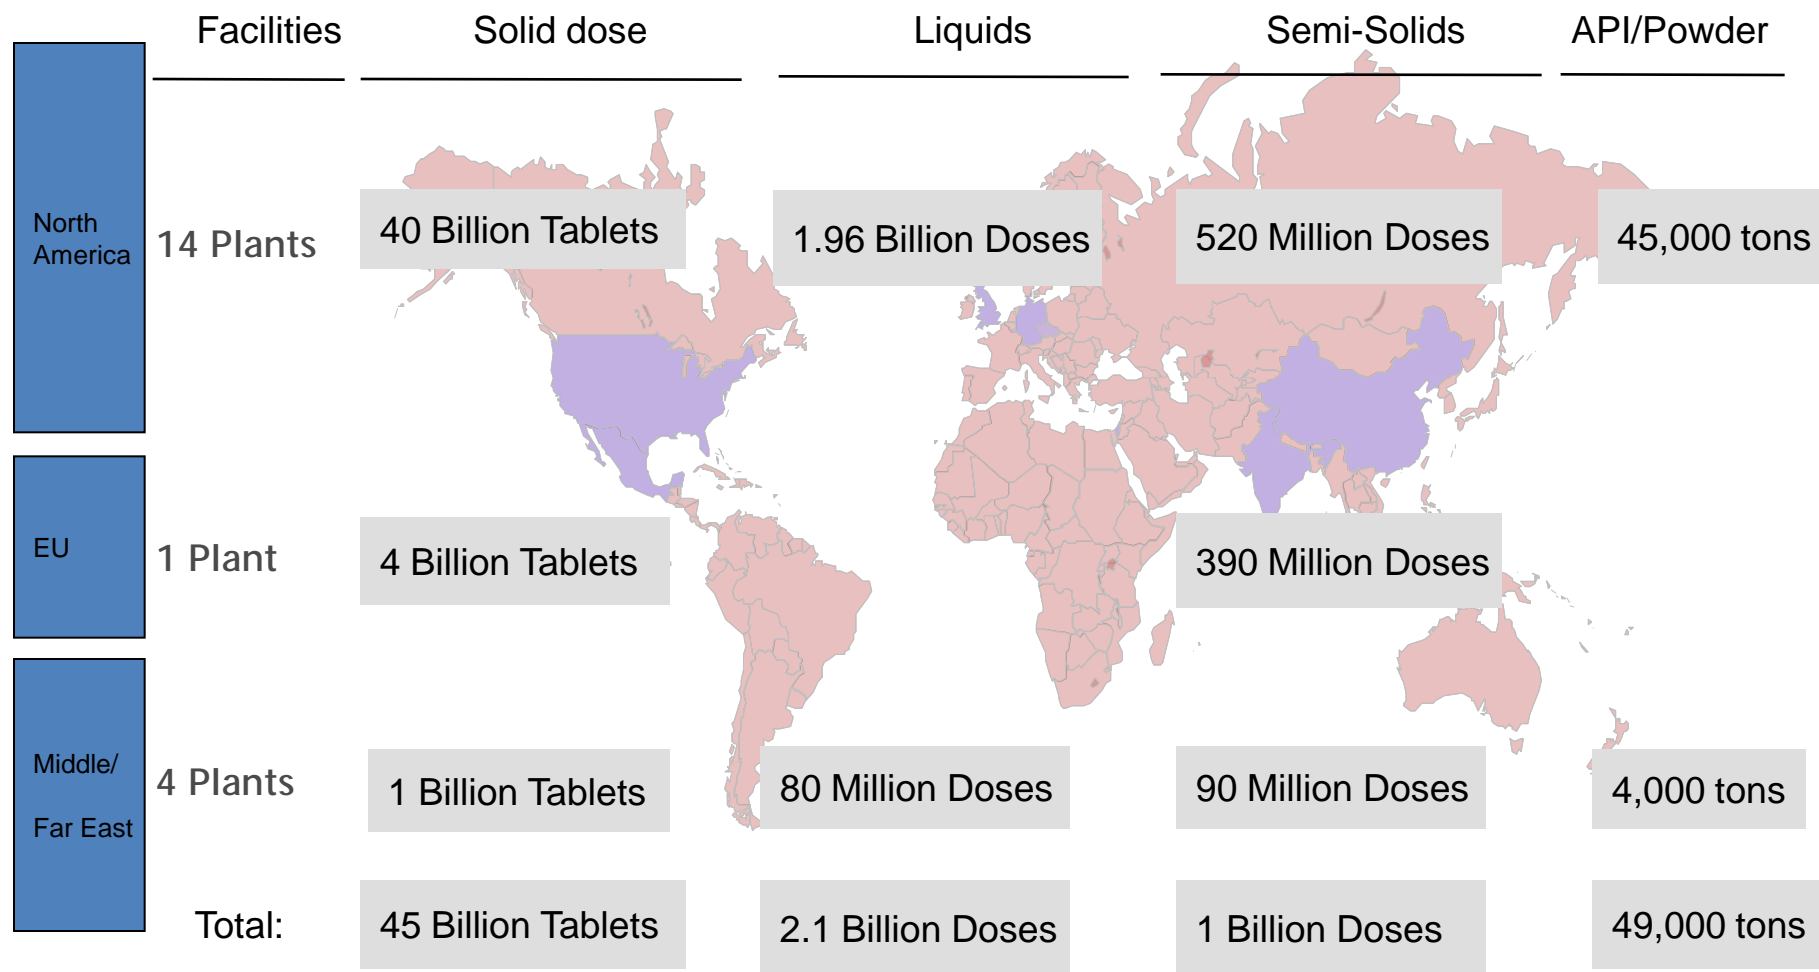 Facilities Solid dose Liquids Semi-Solids API/Powder
North
America
14 Plants 40 Billion Tablets 1.96 Billion Doses 520 Million Doses 45,000 tons
EU 1 Plant 4 Billion Tablets 390 Million Doses
Middle/
Far East
4 Plants 1 Billion Tablets 80 Million Doses 90 Million Doses 4,000 tons
Total: 45 Billion Tablets 2.1 Billion Doses 1 Billion Doses 49,000 tons